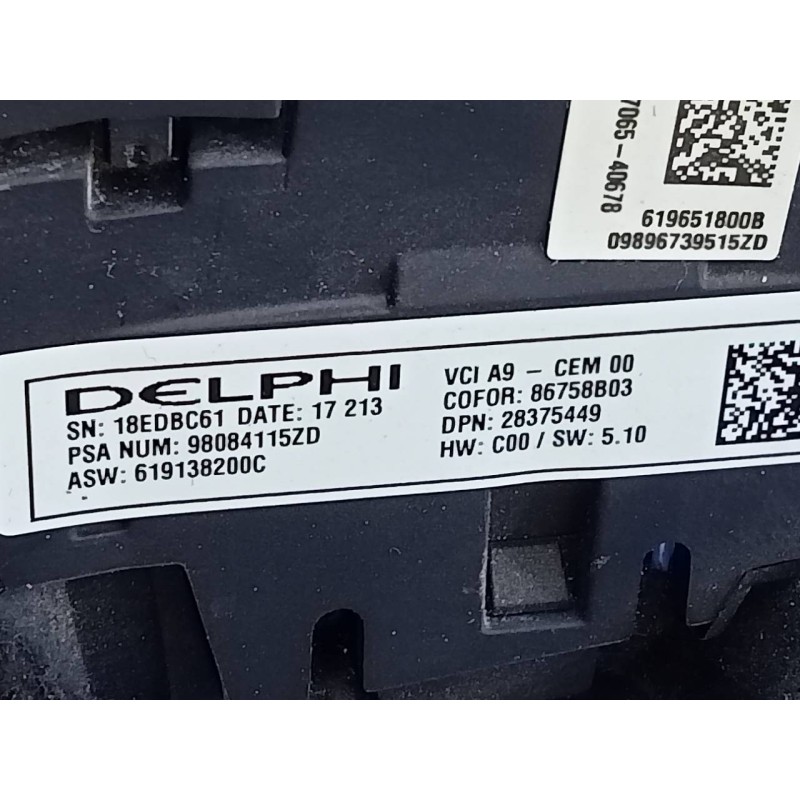 7065-40678
619651800B
09896739515ZD
DELPHI
SN: 18EDBC61 DATE: 17 213
PSA NUM: 98084115ZD
ASW: 619138200C
VCI A9 - CEM 00
COFOR: 86758B03
DPN: 28375449
HW: C00 / SW: 5.10